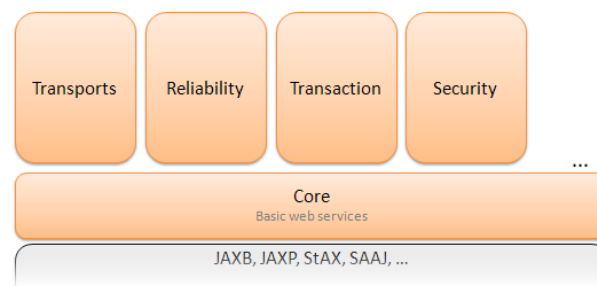 Transports
Reliability
Transaction
Security
...
Core
Basic web services
JAXB, JAXP, StAX, SAAJ, ...